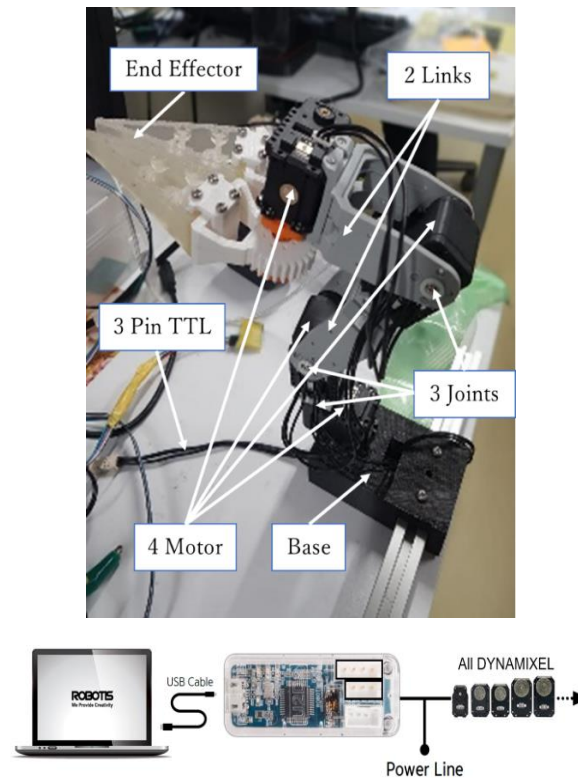 End Effector
2 Links
3 Pin TTL
3 Joints
4 Motor
Base
ROBOTIS
We Provide Creativity
USB Cable
All DYNAMIXEL
Power Line